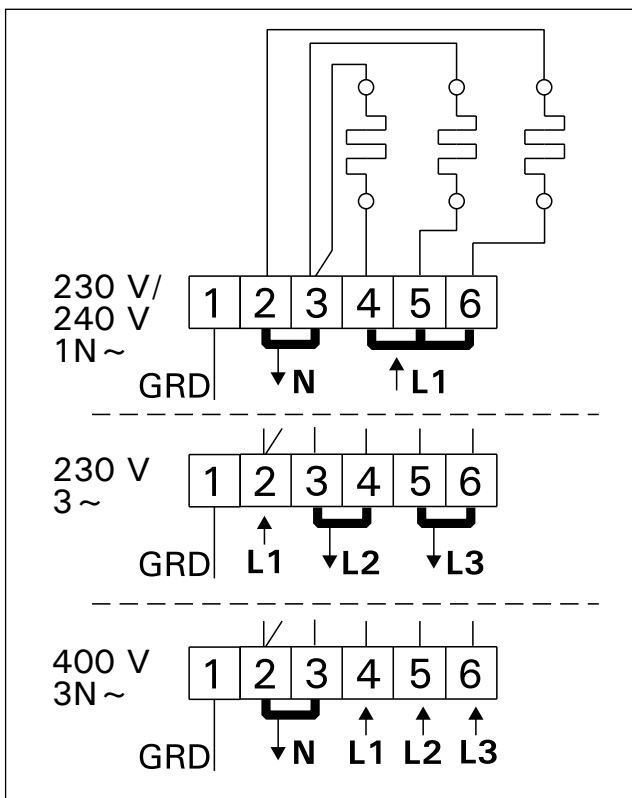 230 V/
240 V
1N ~
1 2 3 4 5 6
GRD N L1
230 V
3 ~
1 2 3 4 5 6
GRD L1 L2 L3
400 V
3N ~
1 2 3 4 5 6
GRD N L1 L2 L3